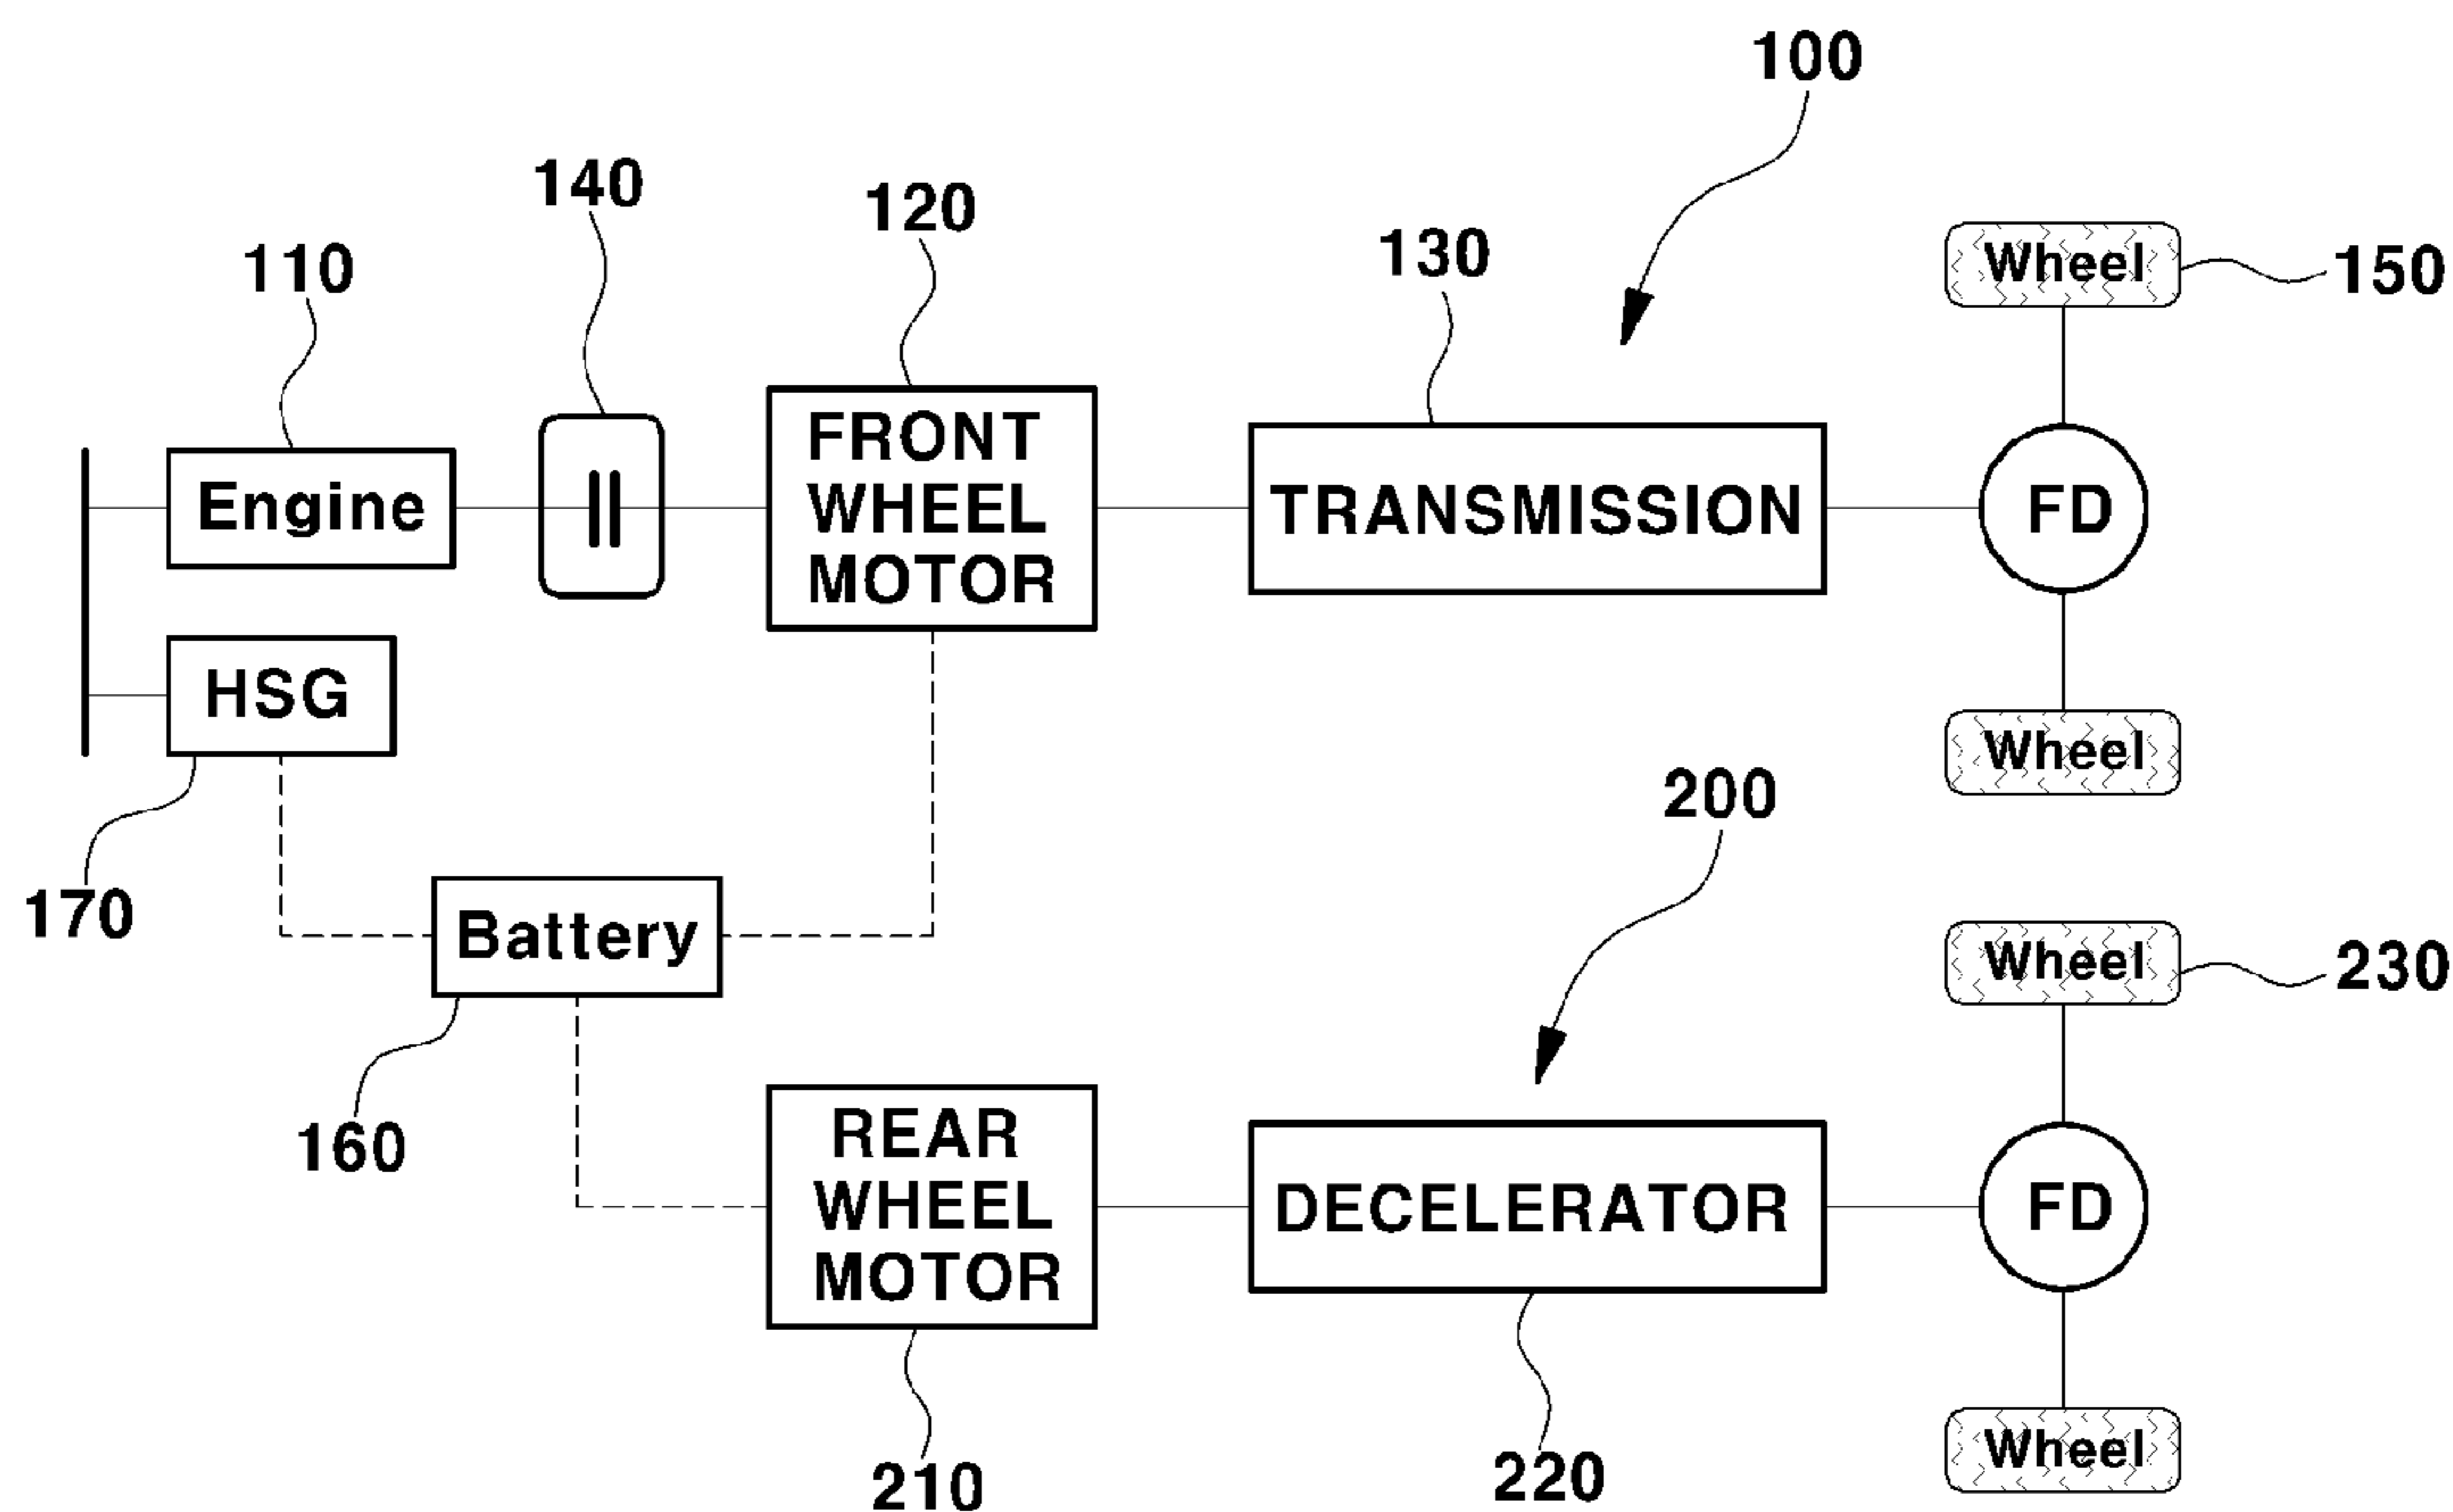 100
140
120
110
130
Wheel
150
FRONT
WHEEL
MOTOR
Engine
TRANSMISSION
FD
HSG
Wheel
200
170
Battery
Wheel
230
160
REAR
WHEEL
MOTOR
DECELERATOR
FD
210
220
Wheel